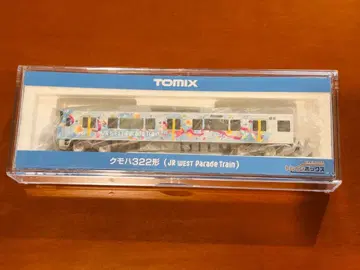 TOMIX
クモハ322形 (JR WEST Parade Train)